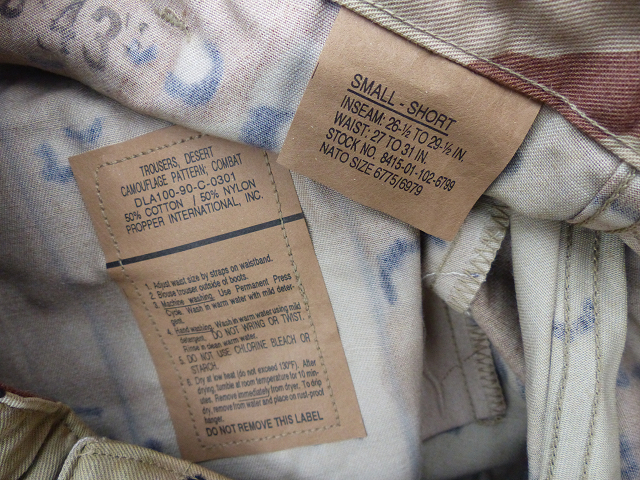 43½
SMALL - SHORT
INSEAM: 26-½ TO 29-½ IN.
WAIST: 27 TO 31 IN.
STOCK NO. 8415-01-102-6799
NATO SIZE 6775/6979
TROUSERS, DESERT
CAMOUFLAGE PATTERN; COMBAT
DLA100-90-C-0301
50% COTTON / 50% NYLON
PROPPER INTERNATIONAL, INC.
1. Adjust waist size by straps on waistband.
2. Blouse trouser outside of boots.
3. Machine washing. Use Permanent Press
Cycle. Wash in warm water with mild deter-
gent.
4. Hand washing. Wash in warm water using mild
detergent. DO NOT WRING OR TWIST.
Rinse in clean warm water.
5. DO NOT USE CHLORINE BLEACH OR
STARCH.
6. Dry at low heat (do not exceed 130°F). After
drying, tumble at room temperature for 10 min-
utes. Remove immediately from dryer. To drip
dry, remove from water and place on rust-proof
hanger.
DO NOT REMOVE THIS LABEL